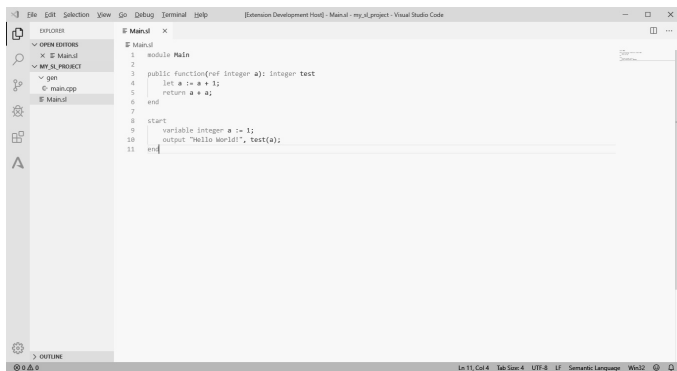 File Edit Selection View Go Debug Terminal Help [Extension Development Host] - Main.sl - my_sl_project - Visual Studio Code
EXPLORER
OPEN EDITORS
Main.sl
MY_SL_PROJECT
gen
main.cpp
Main.sl
Main.sl
Main.sl
1 module Main
2
3 public function(ref integer a): integer test
4 let a := a + 1;
5 return a * a;
6 end
7
8 start
9 variable integer a := 1;
10 output "Hello World!", test(a);
11 end
OUTLINE
0 0 Ln 11, Col 4 Tab Size: 4 UTF-8 LF Semantic Language Win32